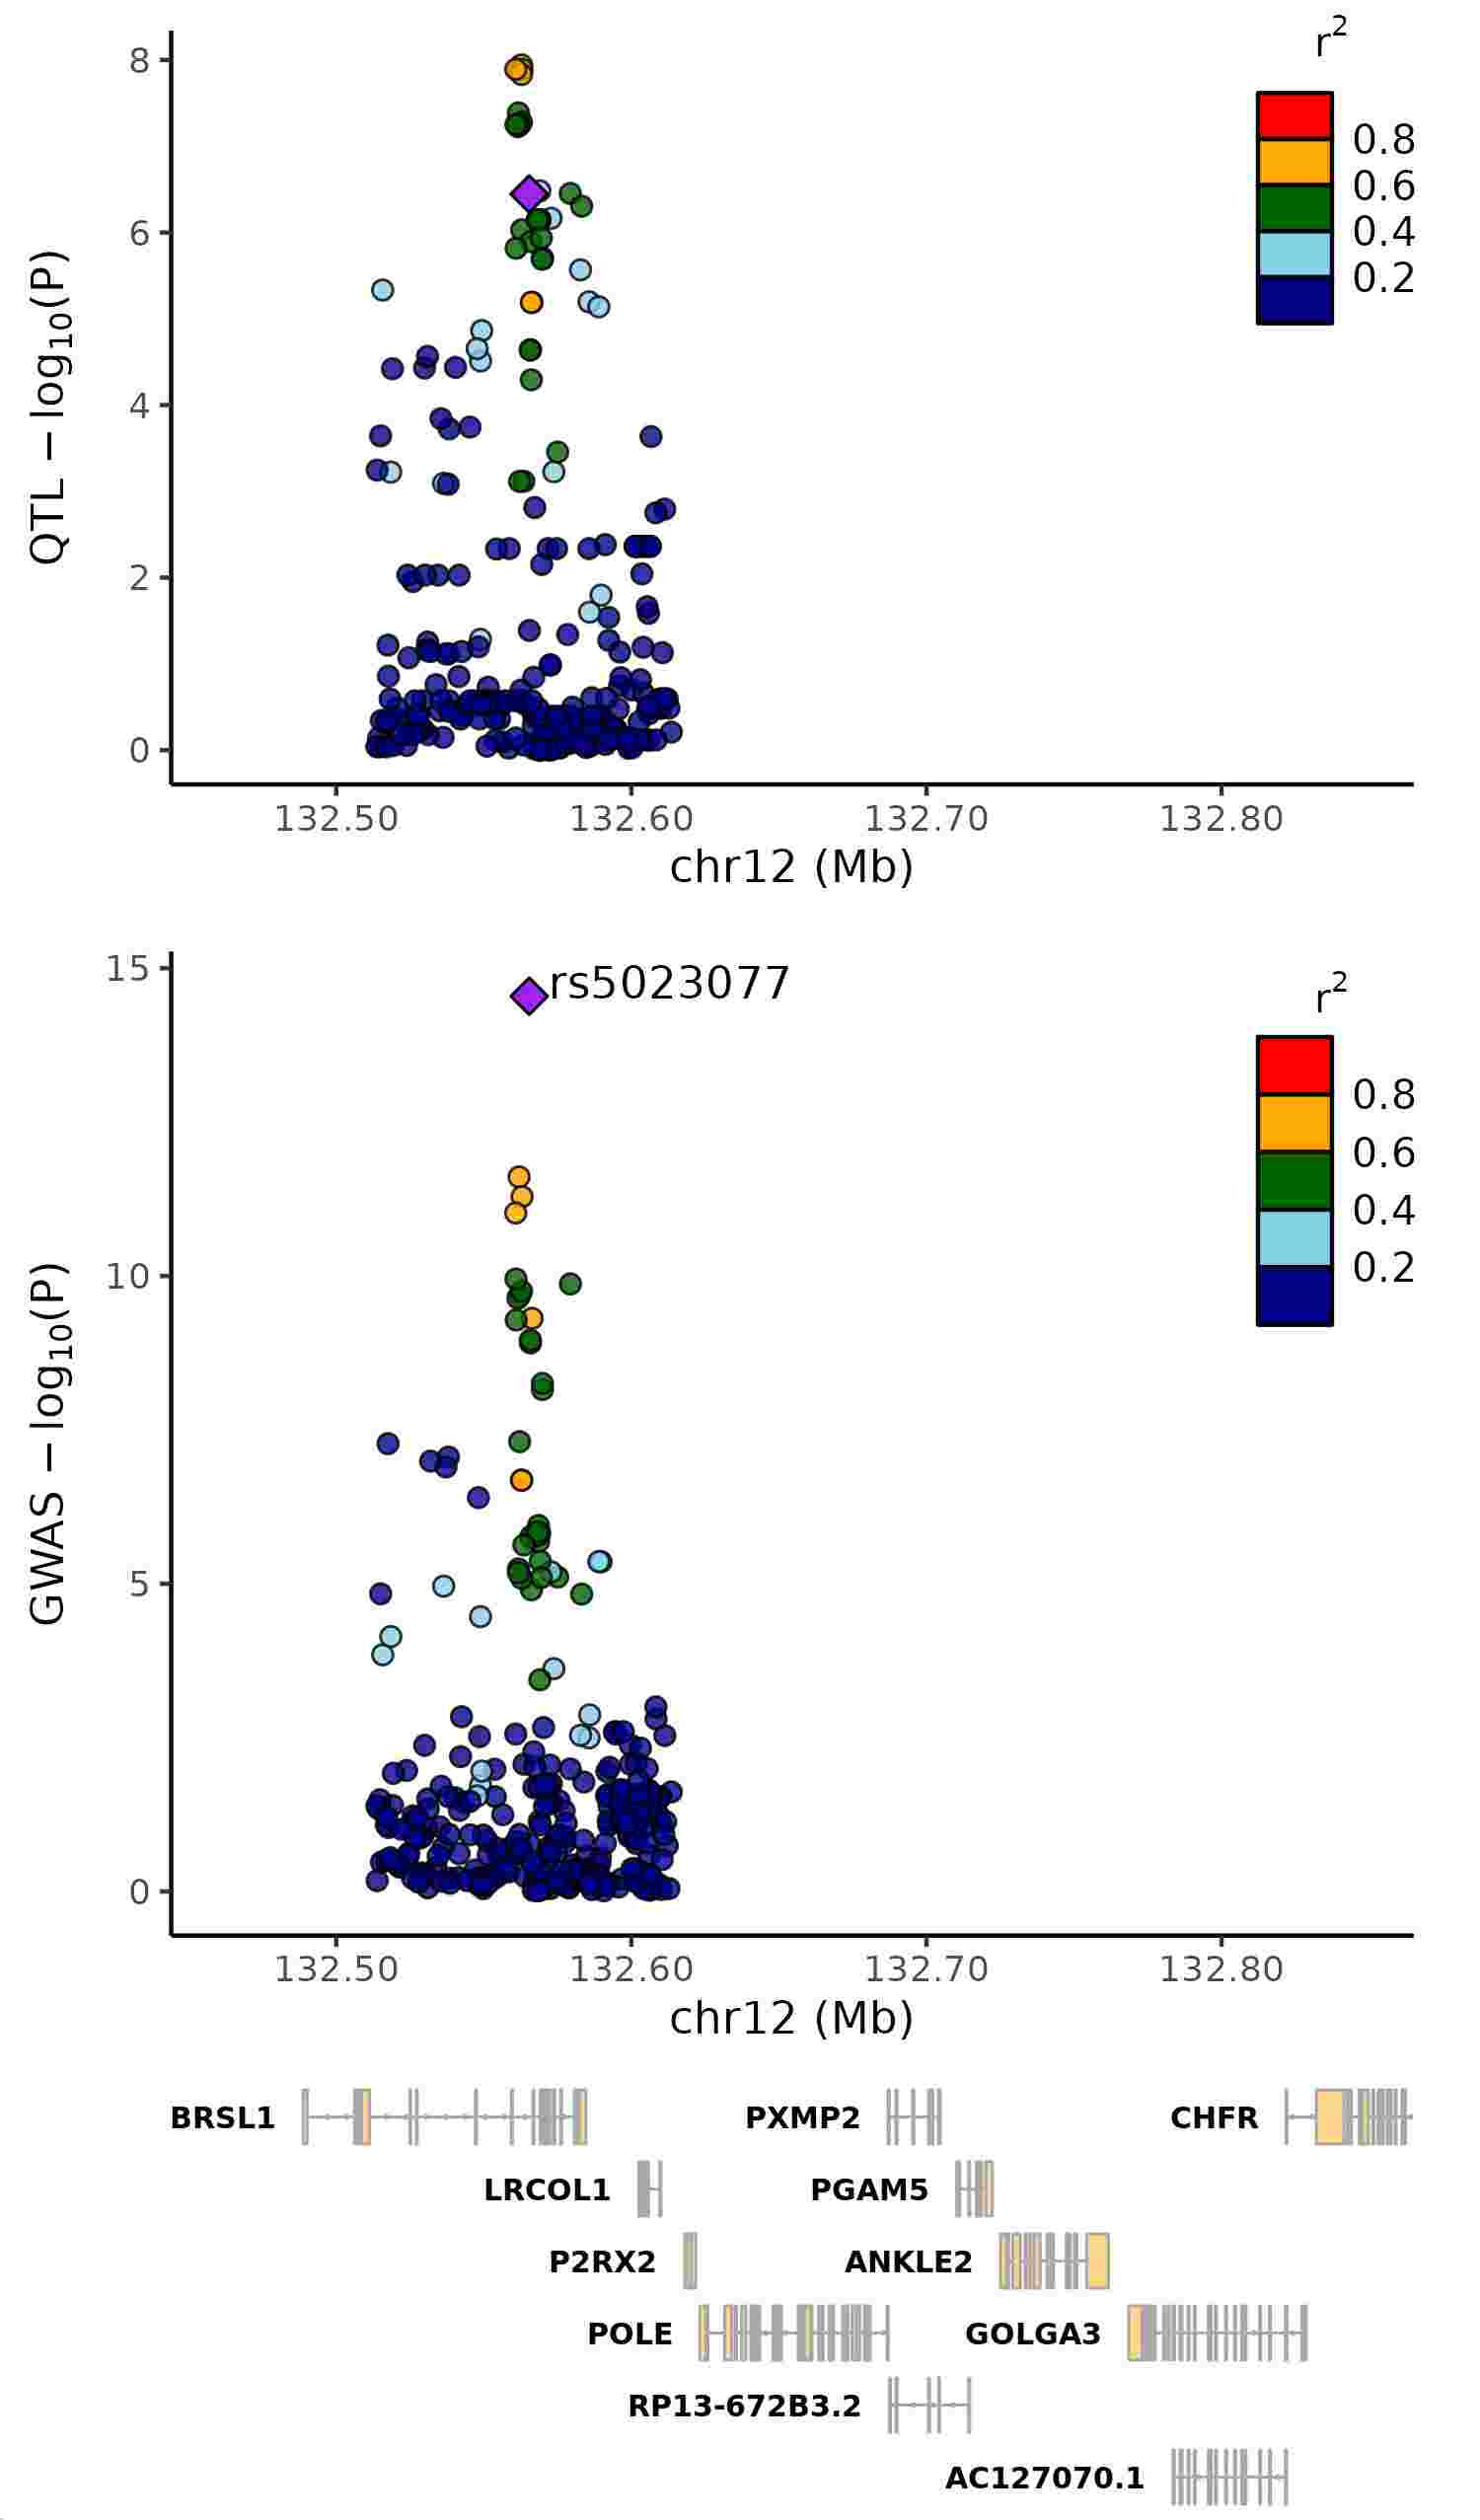 r2
8
6
4
2
0
QTL −log10(P)
0.8
0.6
0.4
0.2
132.50 132.60 132.70 132.80
chr12 (Mb)
15
10
5
0
GWAS −log10(P)
rs5023077
r2
0.8
0.6
0.4
0.2
132.50 132.60 132.70 132.80
chr12 (Mb)
BRSL1 PXMP2 CHFR
LRCOL1 PGAM5
P2RX2 ANKLE2
POLE GOLGA3
RP13-672B3.2
AC127070.1